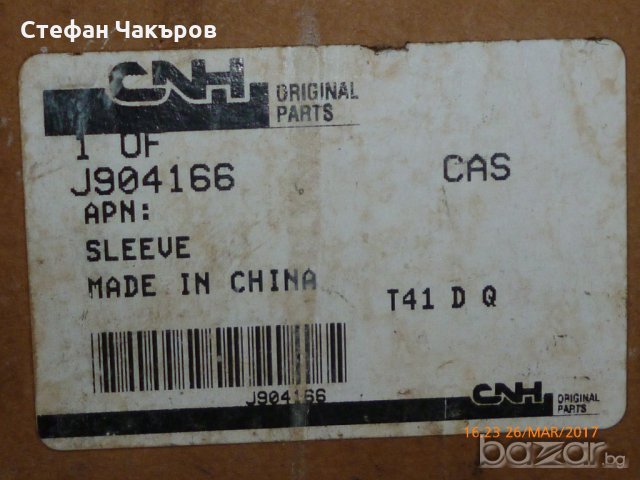 Стефан Чакъров
CNH ORIGINAL PARTS
1 OF
J904166
CAS
APN:
SLEEVE
MADE IN CHINA
T41 D Q
J904166
CNH ORIGINAL PARTS
16:23 26/MAR/2017
bazar.bg